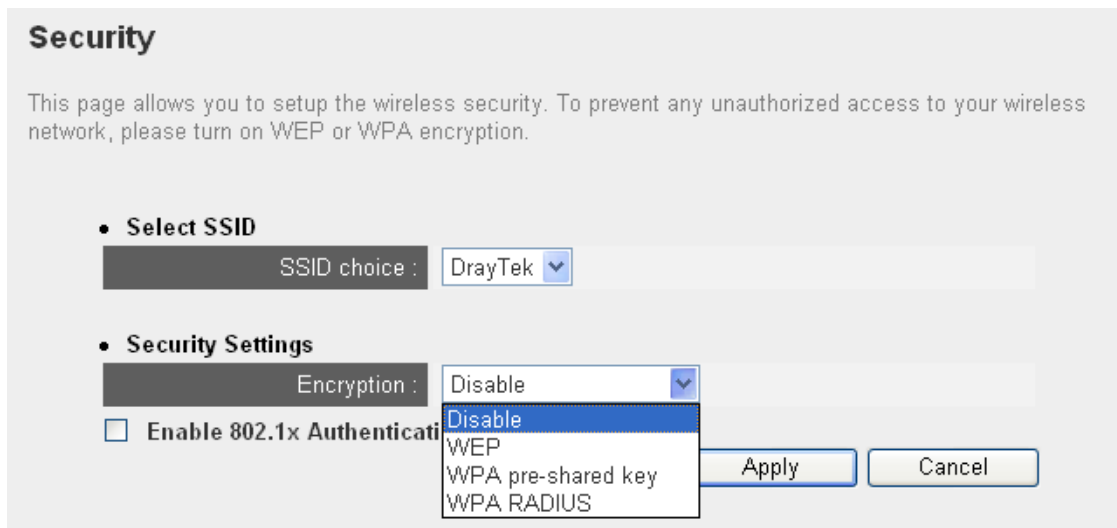 Security
This page allows you to setup the wireless security. To prevent any unauthorized access to your wireless
network, please turn on WEP or WPA encryption.
• Select SSID
SSID choice : DrayTek
• Security Settings
Encryption : Disable
Disable
Enable 802.1x Authenticati
WEP
WPA pre-shared key
WPA RADIUS
Apply Cancel